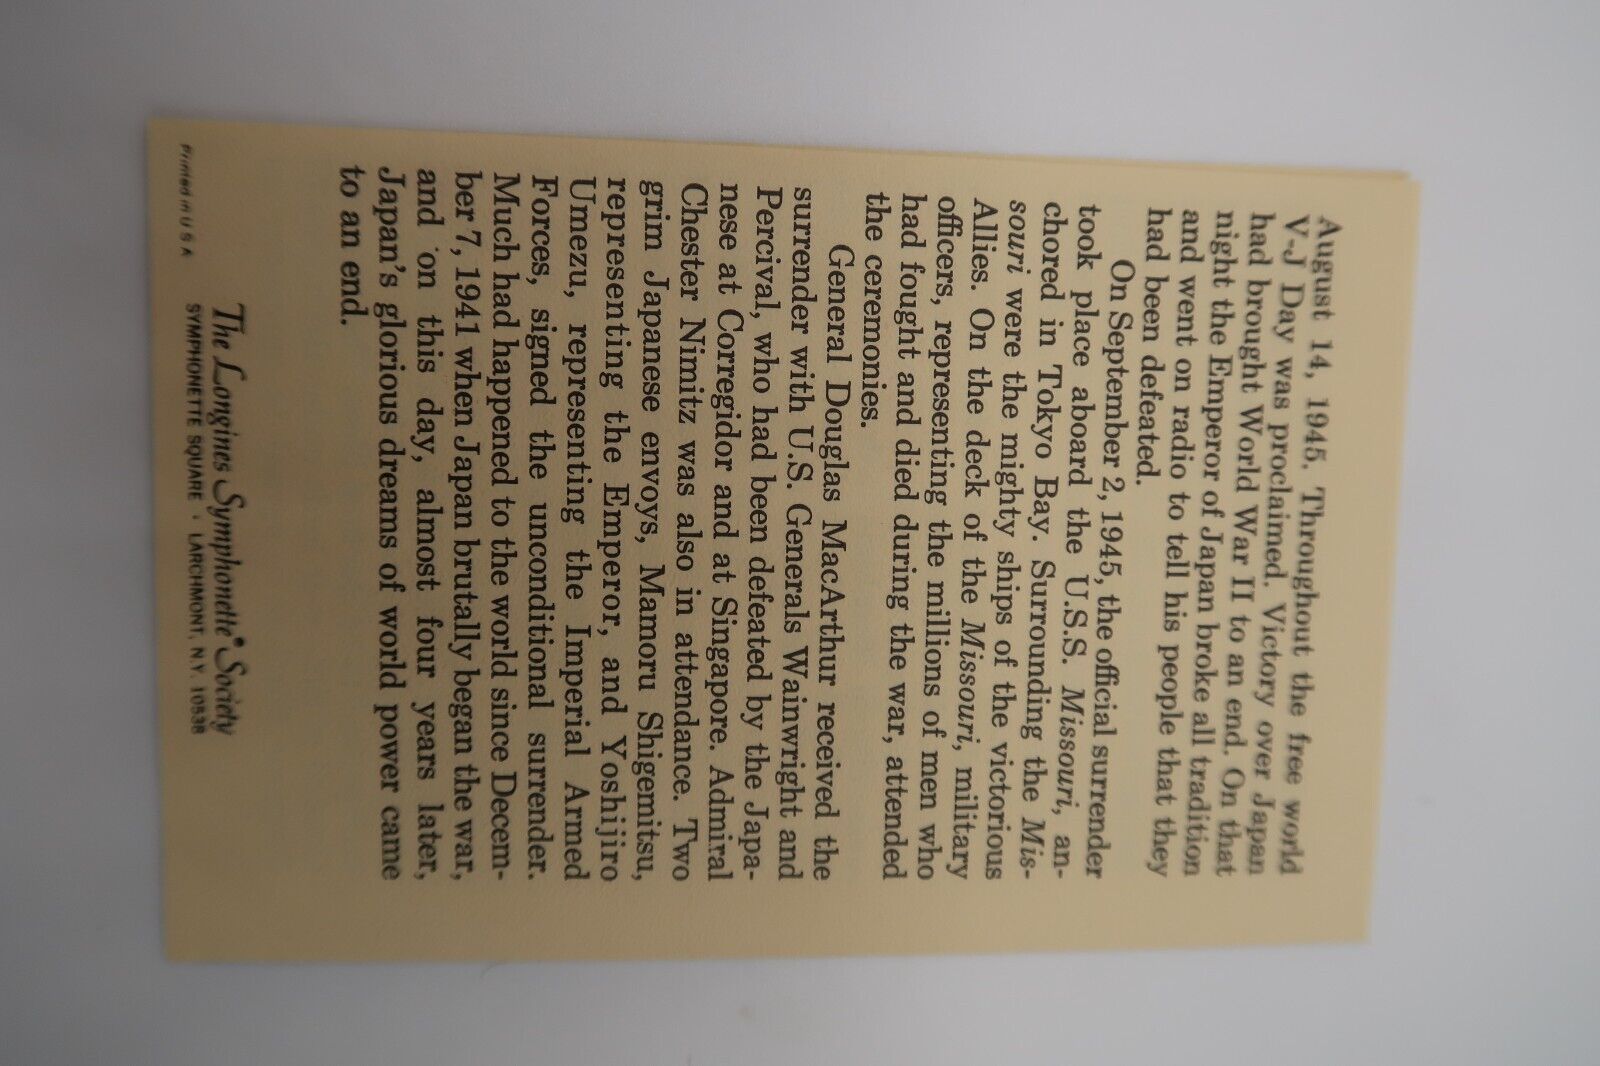 August 14, 1945. Throughout the free world
V-J Day was proclaimed. Victory over Japan
had brought World War II to an end. On that
night the Emperor of Japan broke all tradition
and went on radio to tell his people that they
had been defeated.
On September 2, 1945, the official surrender
took place aboard the U.S.S. Missouri, an-
chored in Tokyo Bay. Surrounding the Mis-
souri were the mighty ships of the victorious
Allies. On the deck of the Missouri, military
officers, representing the millions of men who
had fought and died during the war, attended
the ceremonies.
General Douglas MacArthur received the
surrender with U.S. Generals Wainwright and
Percival, who had been defeated by the Japa-
nese at Corregidor and at Singapore. Admiral
Chester Nimitz was also in attendance. Two
grim Japanese envoys, Mamoru Shigemitsu,
representing the Emperor, and Yoshijiro
Umezu, representing the Imperial Armed
Forces, signed the unconditional surrender.
Much had happened to the world since Decem-
ber 7, 1941 when Japan brutally began the war,
and on this day, almost four years later,
Japan's glorious dreams of world power came
to an end.
The Longines Symphonette® Society
SYMPHONETTE SQUARE • LARCHMONT, N.Y. 10538
Printed in U S A